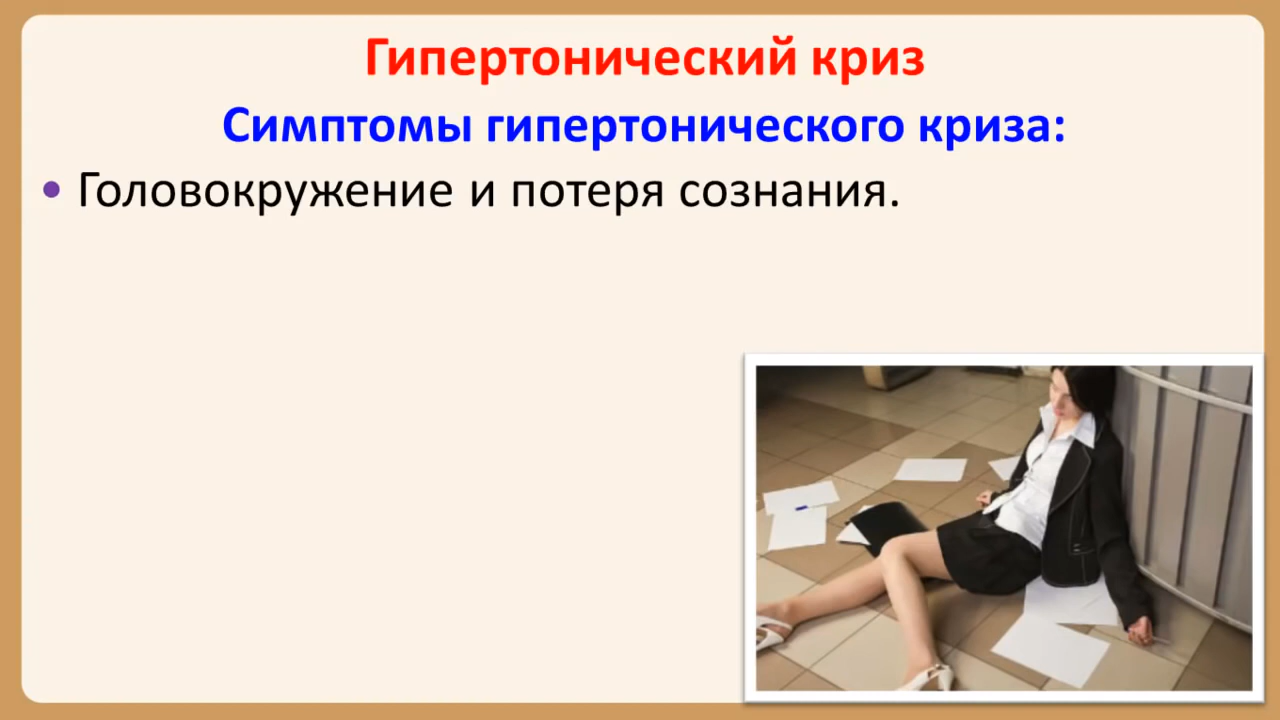 Гипертонический криз
Симптомы гипертонического криза:
• Головокружение и потеря сознания.